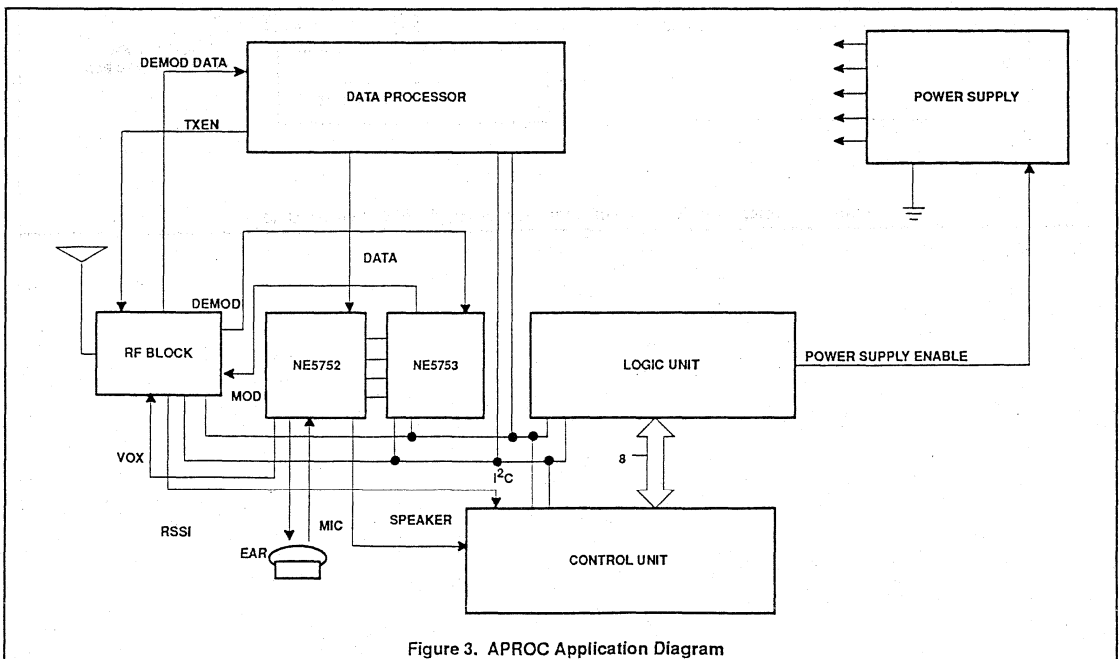 DEMOD DATA
DATA PROCESSOR
POWER SUPPLY
TXEN
DATA
DEMOD
RF BLOCK
NE5752
NE5753
LOGIC UNIT
POWER SUPPLY ENABLE
MOD
VOX
8
I²C
RSSI
MIC
SPEAKER
EAR
CONTROL UNIT
Figure 3. APROC Application Diagram